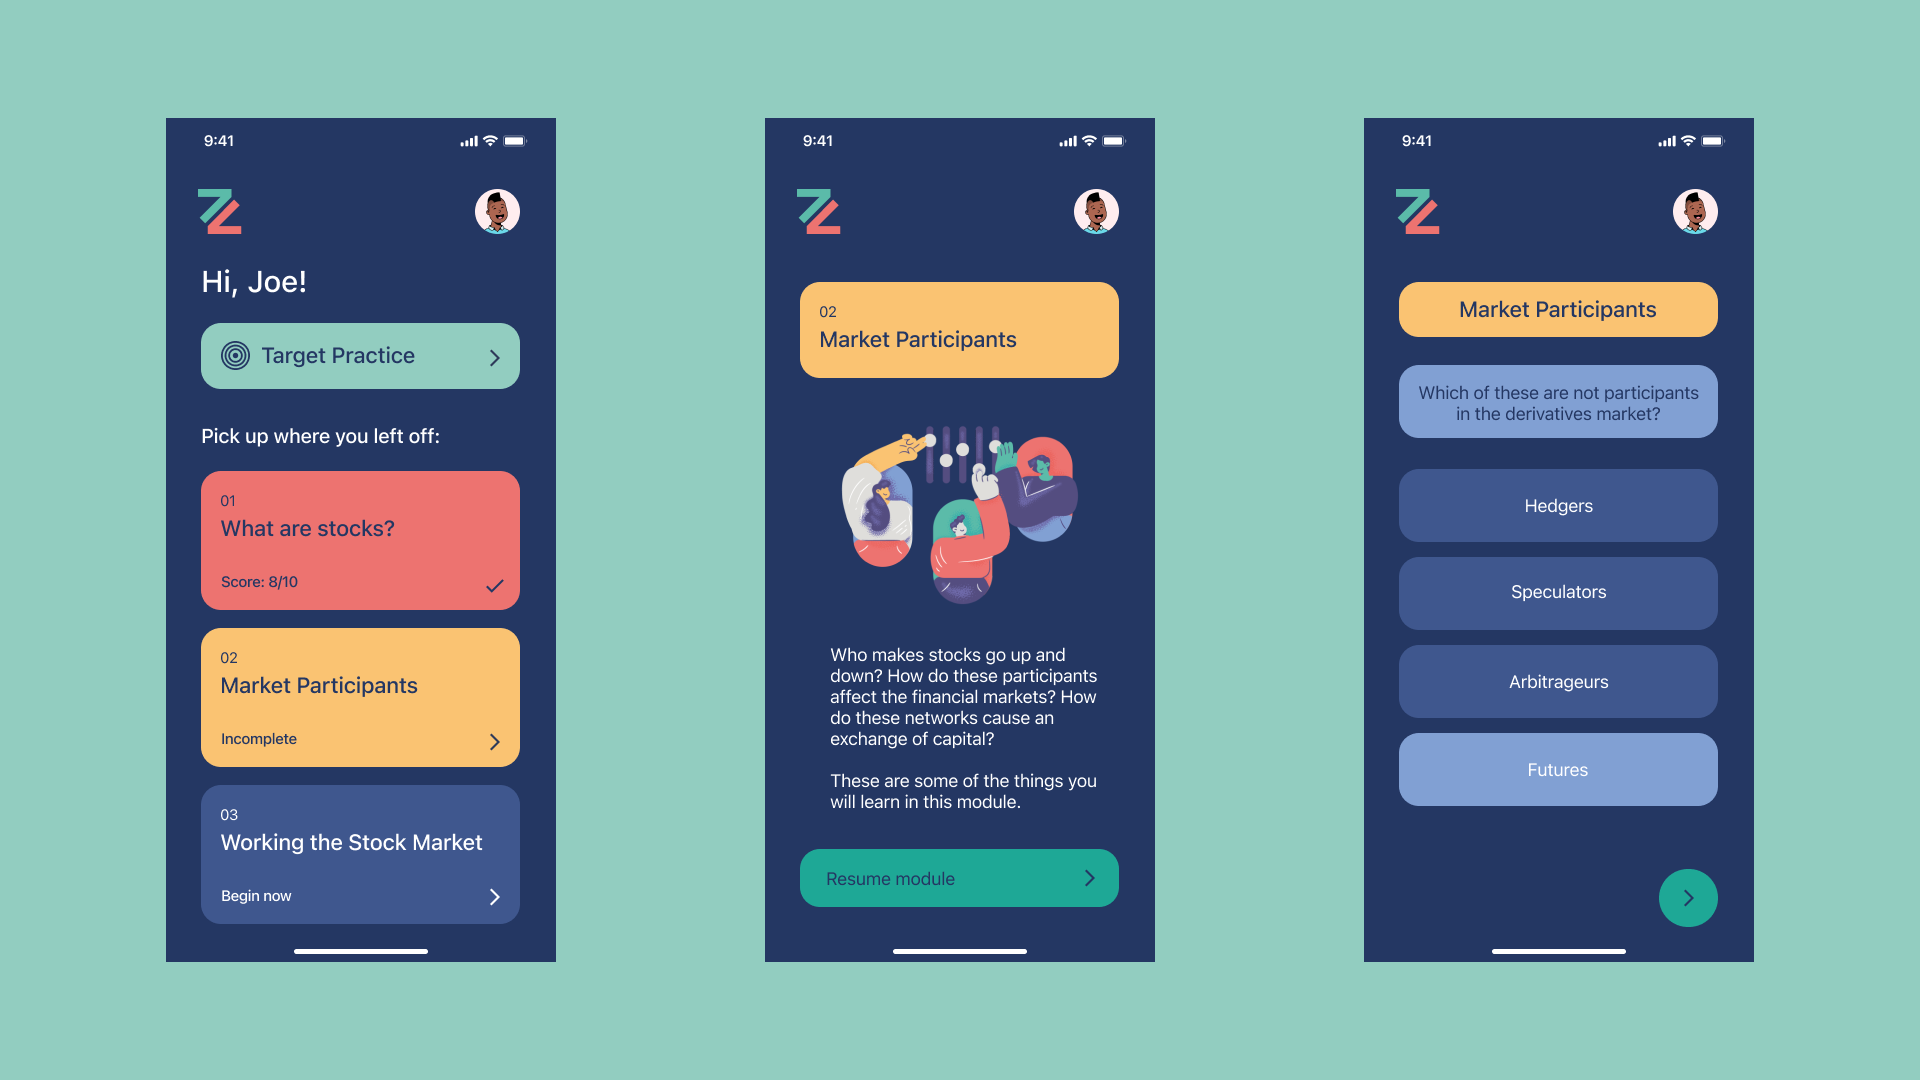 9:41
Hi, Joe!
Target Practice
Pick up where you left off:
01
What are stocks?
Score: 8/10
02
Market Participants
Incomplete
03
Working the Stock Market
Begin now
9:41
02
Market Participants
Who makes stocks go up and
down? How do these participants
affect the financial markets? How
do these networks cause an
exchange of capital?
These are some of the things you
will learn in this module.
Resume module
9:41
Market Participants
Which of these are not participants
in the derivatives market?
Hedgers
Speculators
Arbitrageurs
Futures